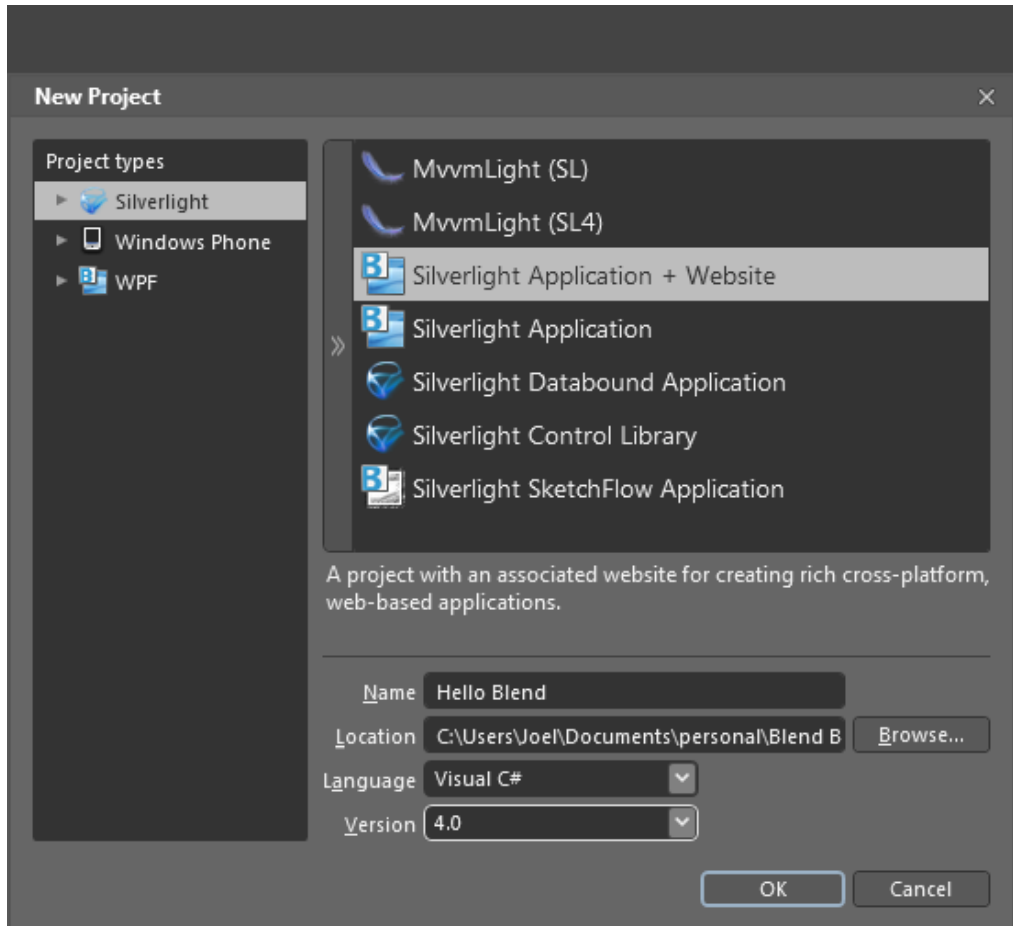 New Project
Project types
Silverlight
Windows Phone
WPF
MvvmLight (SL)
MvvmLight (SL4)
Silverlight Application + Website
Silverlight Application
Silverlight Databound Application
Silverlight Control Library
Silverlight SketchFlow Application
A project with an associated website for creating rich cross-platform,
web-based applications.
Name Hello Blend
Location C:\Users\Joel\Documents\personal\Blend B Browse...
Language Visual C#
Version 4.0
OK Cancel